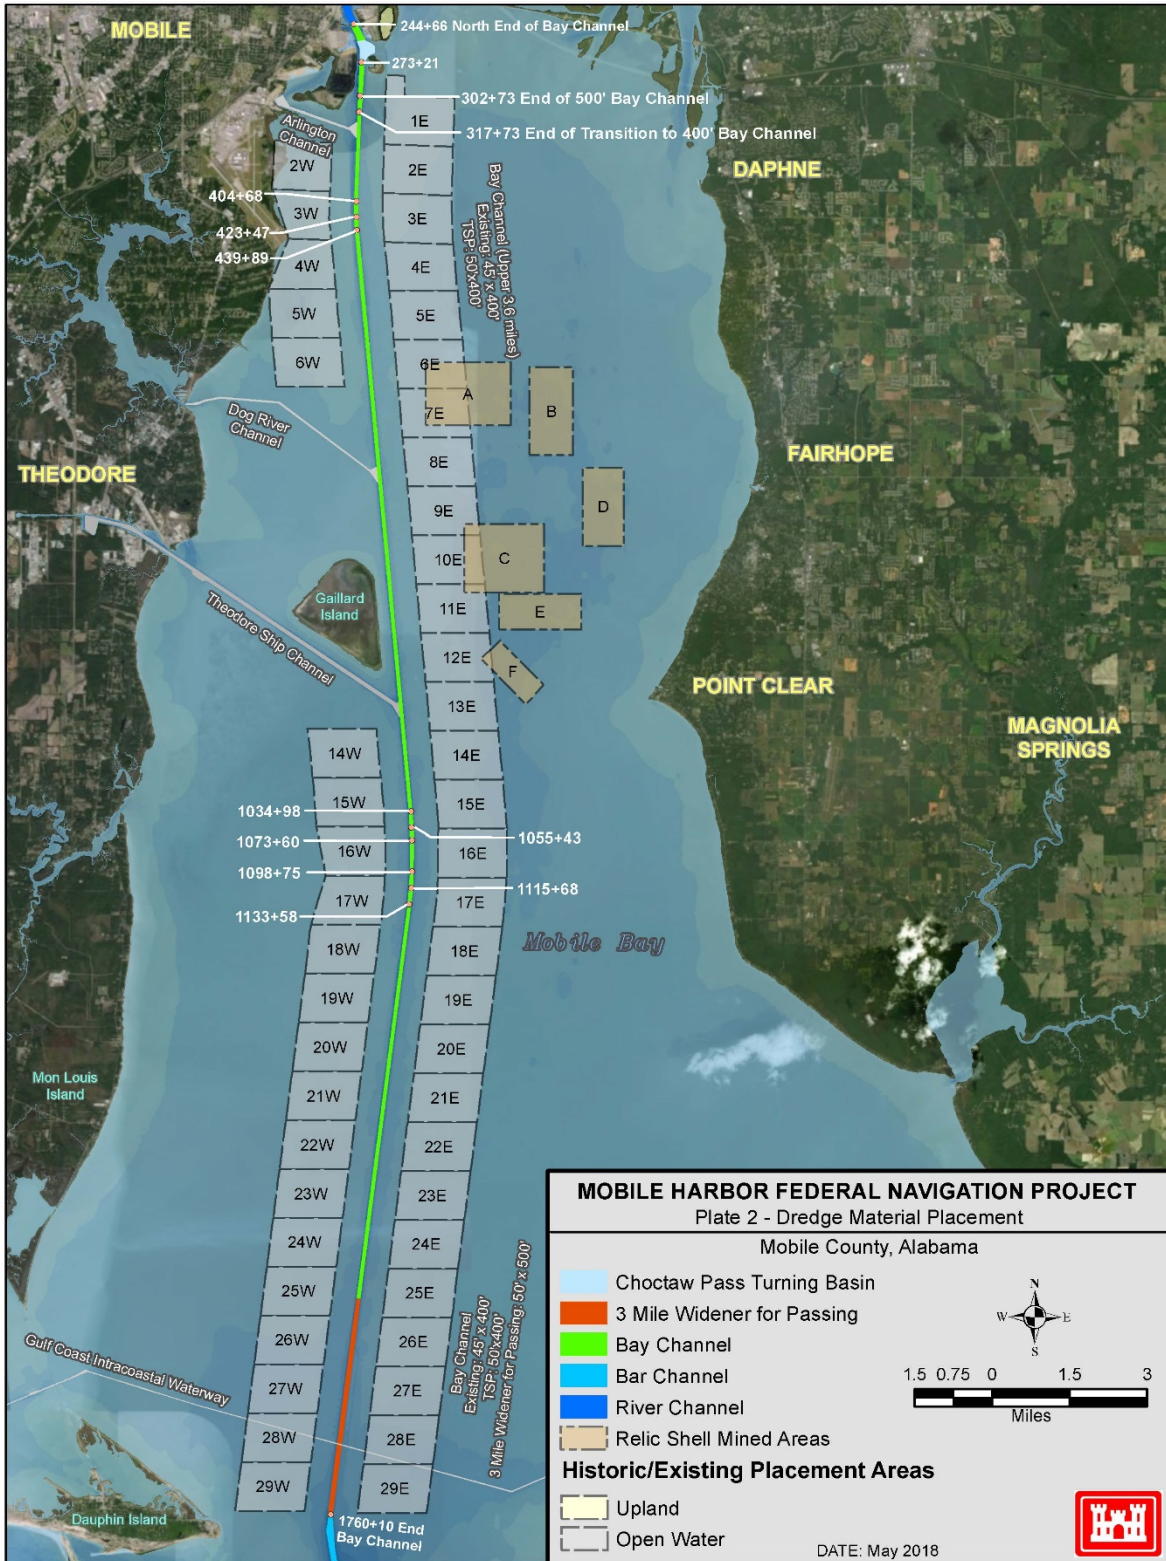 MOBILE
244+66 North End of Bay Channel
273+21
302+73 End of 500' Bay Channel
317+73 End of Transition to 400' Bay Channel
Arlington
Channel
1E
2W
2E
DAPHNE
404+68
3W
3E
423+47
439+89
4W
4E
Bay Channel (Upper 3.6 miles)
Existing: 45' x 400'
TSP: 50'x400'
5W
5E
6W
6E
A
B
7E
Dog River
Channel
8E
FAIRHOPE
THEODORE
9E
D
10E
C
Gaillard
Island
Theodore Ship Channel
11E
E
12E
F
13E
POINT CLEAR
MAGNOLIA
SPRINGS
14W
14E
15W
15E
1034+98
1055+43
1073+60
16W
16E
1098+75
1115+68
17W
17E
1133+58
18W
18E
Mobile Bay
19W
19E
20W
20E
Mon Louis
Island
21W
21E
22W
22E
23W
23E
24W
24E
25W
25E
26W
26E
Bay Channel
Existing: 45' x 400'
TSP: 50'x400'
3 Mile Widener for Passing: 50' x 500'
Gulf Coast Intracoastal Waterway
27W
27E
28W
28E
29W
29E
Dauphin Island
1760+10 End
Bay Channel
MOBILE HARBOR FEDERAL NAVIGATION PROJECT
Plate 2 - Dredge Material Placement
Mobile County, Alabama
Choctaw Pass Turning Basin
3 Mile Widener for Passing
Bay Channel
Bar Channel
River Channel
Relic Shell Mined Areas
N
W E
S
1.5 0.75 0 1.5 3
Miles
Historic/Existing Placement Areas
Upland
Open Water
DATE: May 2018